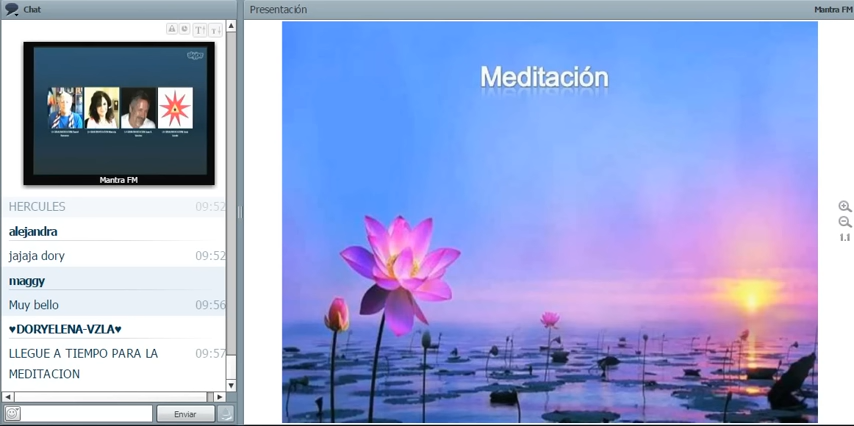 Chat
Presentación
Mantra FM
T↑
T↓
skype
Mantra FM
HERCULES 09:52
alejandra
jajaja dory 09:52
maggy
Muy bello 09:56
♥DORYELENA-VZLA♥
LLEGUE A TIEMPO PARA LA 09:57
MEDITACION
Enviar
Meditación
1:1